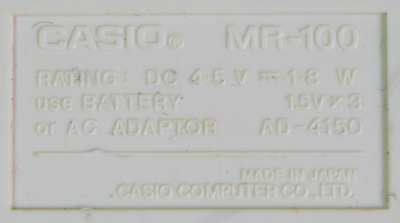 CASIO® MR-100
RATING: DC 4·5 V ⎓ 1·8 W
use BATTERY 1.5V × 3
or AC ADAPTOR AD-4150
MADE IN JAPAN
CASIO COMPUTER CO., LTD.